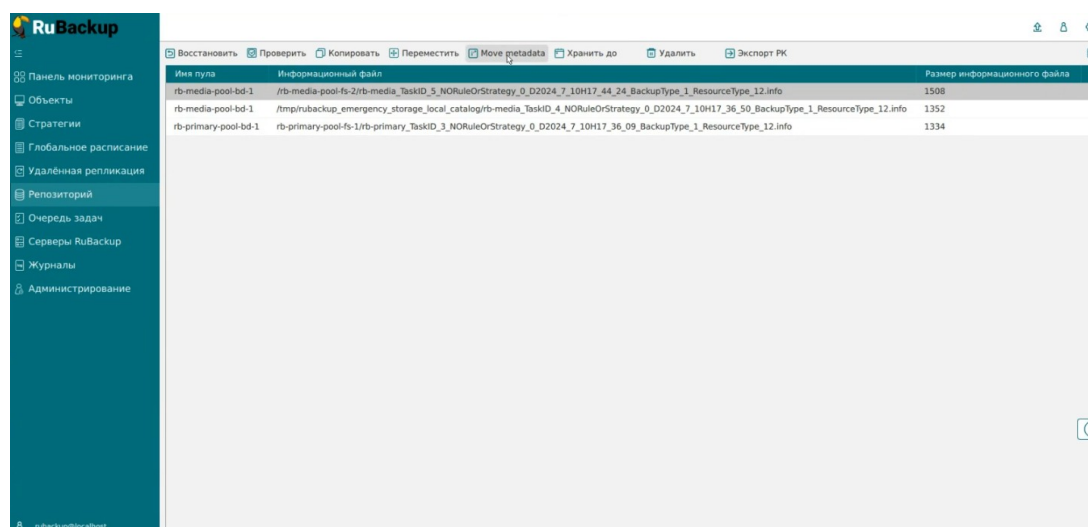 RuBackup
Восстановить Проверить Копировать Переместить Move metadata Хранить до Удалить Экспорт РК
Панель мониторинга
Объекты
Стратегии
Глобальное расписание
Удалённая репликация
Репозиторий
Очередь задач
Серверы RuBackup
Журналы
Администрирование
rubackup@localhost
Имя пула Информационный файл Размер информационного файла
rb-media-pool-bd-1 /rb-media-pool-fs-2/rb-media_TaskID_5_NORuleOrStrategy_0_D2024_7_10H17_44_24_BackupType_1_ResourceType_12.info 1508
rb-media-pool-bd-1 /tmp/rubackup_emergency_storage_local_catalog/rb-media_TaskID_4_NORuleOrStrategy_0_D2024_7_10H17_36_50_BackupType_1_ResourceType_12.info 1352
rb-primary-pool-bd-1 rb-primary-pool-fs-1/rb-primary_TaskID_3_NORuleOrStrategy_0_D2024_7_10H17_36_09_BackupType_1_ResourceType_12.info 1334